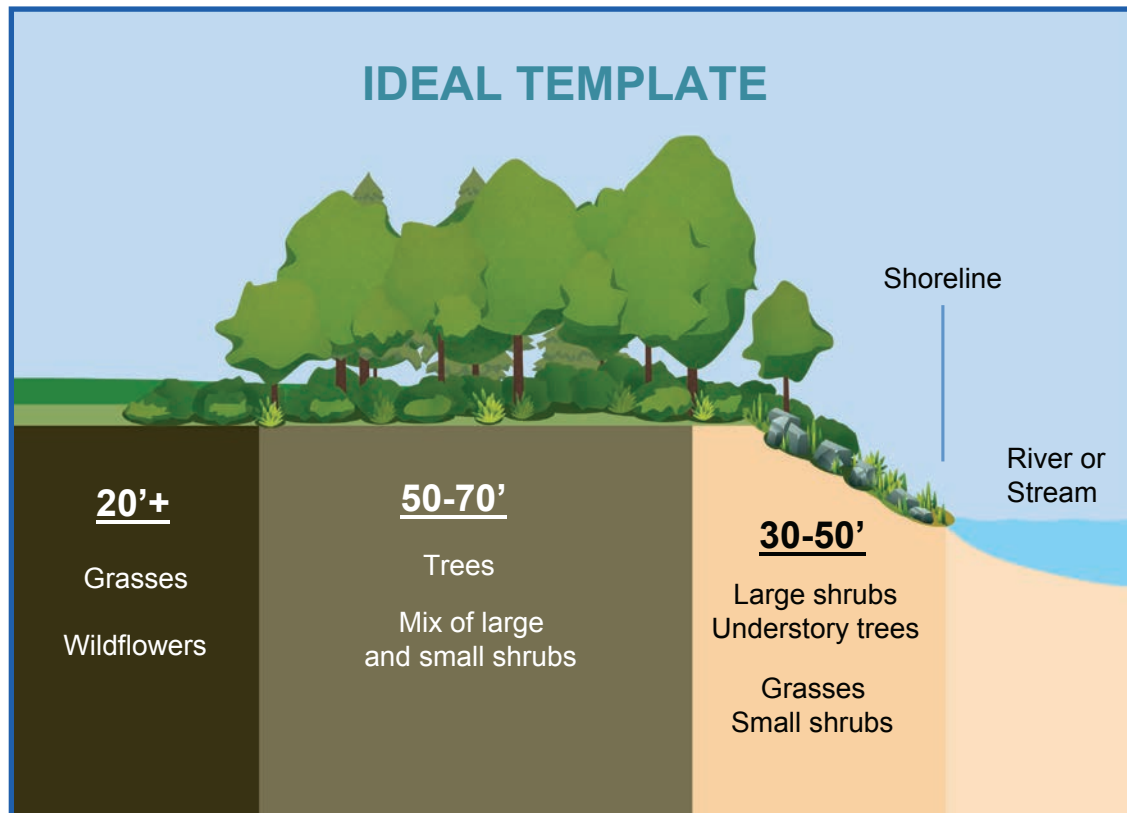 IDEAL TEMPLATE
Shoreline
River or
Stream
20’+
Grasses
Wildflowers
50-70’
Trees
Mix of large
and small shrubs
30-50’
Large shrubs
Understory trees
Grasses
Small shrubs